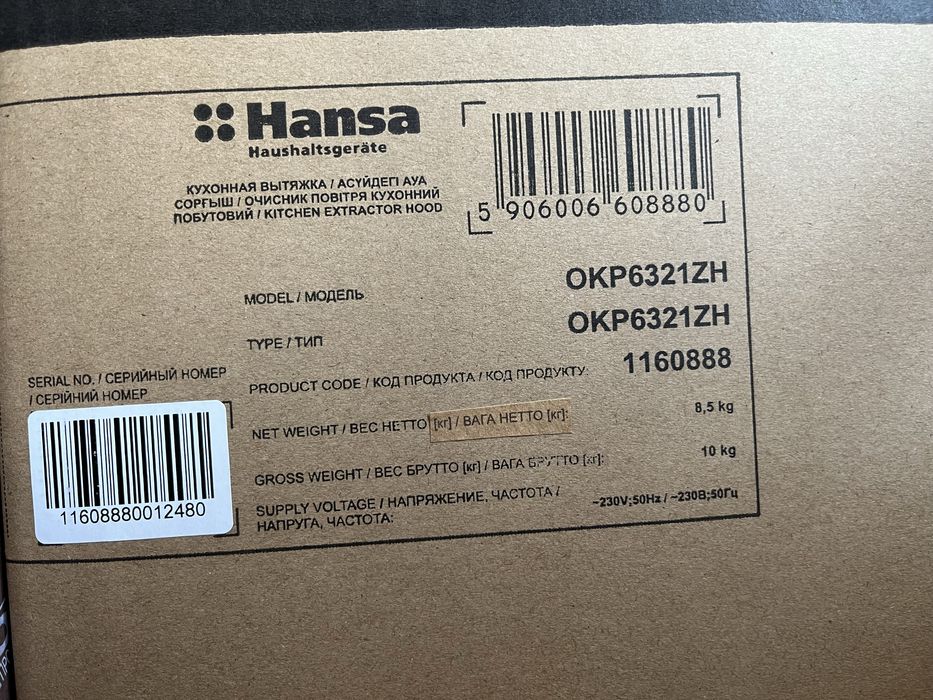 Hansa
Haushaltsgeräte
КУХОННАЯ ВЫТЯЖКА / АСҮЙДЕГІ АУА
СОРҒЫШ / ОЧИСНИК ПОВІТРЯ КУХОННИЙ
ПОБУТОВИЙ / KITCHEN EXTRACTOR HOOD
5 906006 608880
MODEL / МОДЕЛЬ OKP6321ZH
TYPE / ТИП OKP6321ZH
PRODUCT CODE / КОД ПРОДУКТА / КОД ПРОДУКТУ: 1160888
NET WEIGHT / ВЕС НЕТТО [кг] / ВАГА НЕТТО [кг]: 8,5 kg
GROSS WEIGHT / ВЕС БРУТТО [кг] / ВАГА БРУТТО [кг]: 10 kg
SUPPLY VOLTAGE / НАПРЯЖЕНИЕ, ЧАСТОТА / ~230V;50Hz / ~230В;50Гц
НАПРУГА, ЧАСТОТА:
SERIAL NO. / СЕРИЙНЫЙ НОМЕР
/ СЕРІЙНИЙ НОМЕР
11608880012480